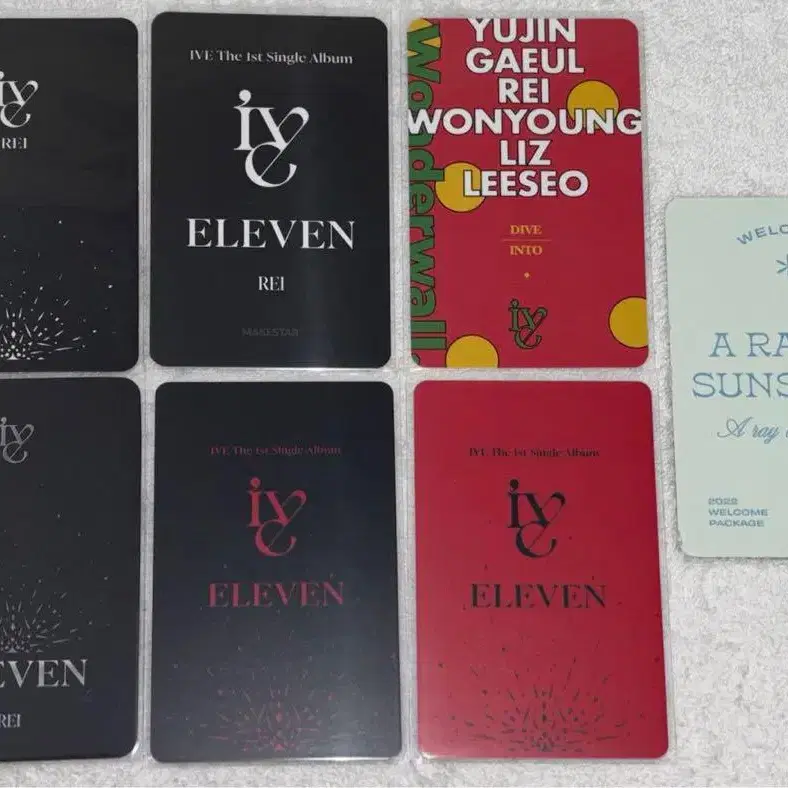 ive
REI
IVE The 1st Single Album
ive
ELEVEN
REI
MAKESTAR
Wonderwall.
YUJIN
GAEUL
REI
WONYOUNG
LIZ
LEESEO
DIVE
INTO
ive
A RA
SUNS
A ray
2022
WELCOME
PACKAGE
ive
EVEN
REI
IVE The 1st Single Album
ive
ELEVEN
IVE The 1st Single Album
ive
ELEVEN